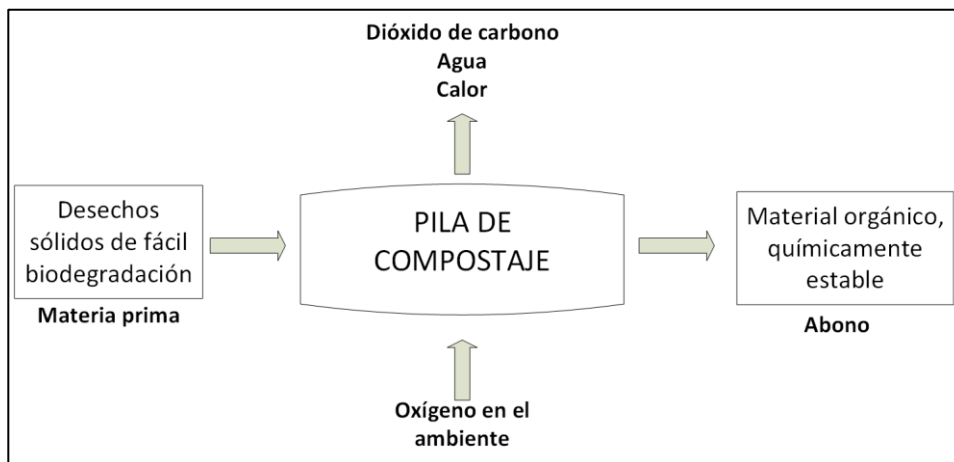 Dióxido de carbono
Agua
Calor
Desechos
sólidos de fácil
biodegradación
Materia prima
PILA DE
COMPOSTAJE
Material orgánico,
químicamente
estable
Abono
Oxígeno en el
ambiente